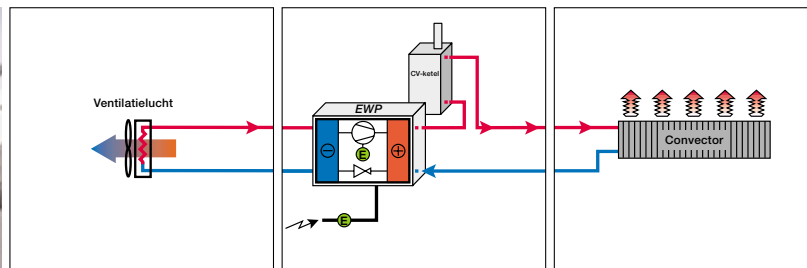 Ventilatielucht
CV-ketel
EWP
E
E
Convector